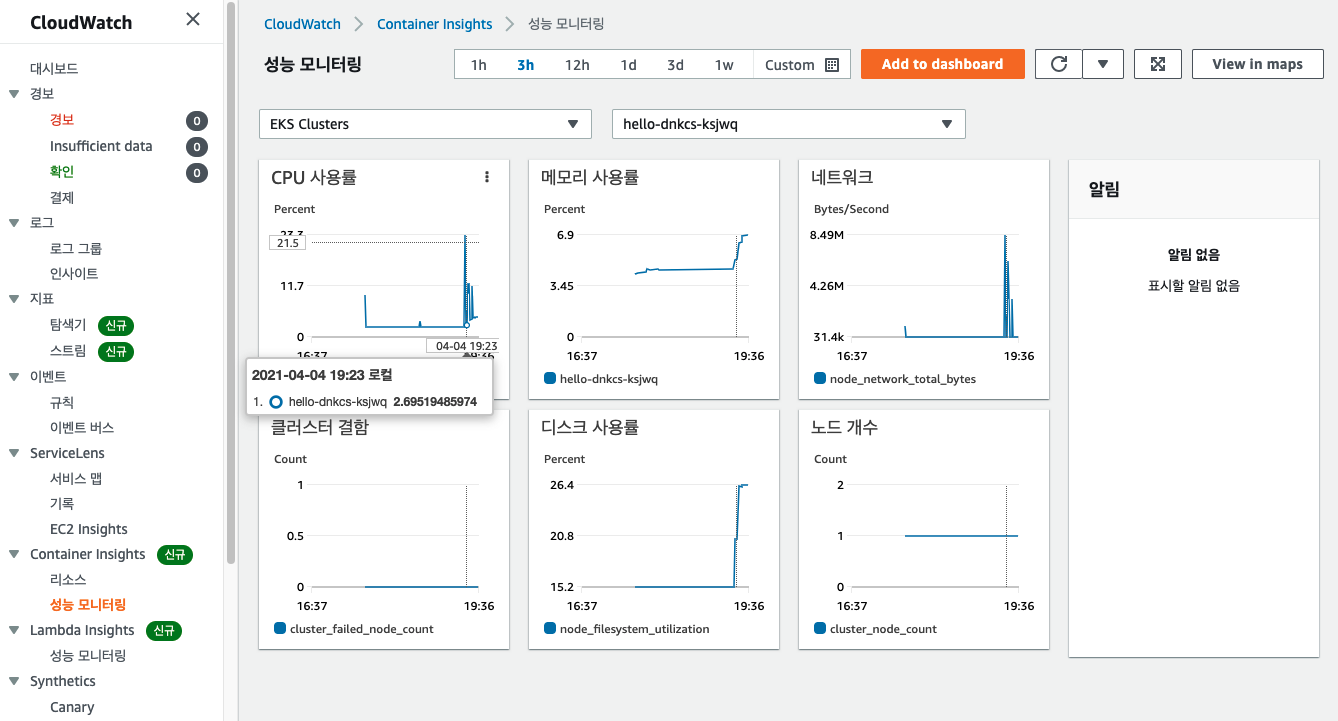 CloudWatch
대시보드
경보
경보 0
Insufficient data 0
확인 0
결제
로그
로그 그룹
인사이트
지표
탐색기 신규
스트림 신규
이벤트
규칙
이벤트 버스
ServiceLens
서비스 맵
기록
EC2 Insights
Container Insights 신규
리소스
성능 모니터링
Lambda Insights 신규
성능 모니터링
Synthetics
Canary
CloudWatch Container Insights 성능 모니터링
성능 모니터링 1h 3h 12h 1d 3d 1w Custom Add to dashboard View in maps
EKS Clusters hello-dnkcs-ksjwq
CPU 사용률
Percent
23.3
21.5
11.7
0
04-04 19:23
16:37 19:36
2021-04-04 19:23 로컬
1. hello-dnkcs-ksjwq 2.69519485974
메모리 사용률
Percent
6.9
3.45
0
16:37 19:36
hello-dnkcs-ksjwq
네트워크
Bytes/Second
8.49M
4.26M
31.4k
16:37 19:36
node_network_total_bytes
알림
알림 없음
표시할 알림 없음
클러스터 결함
Count
1
0.5
0
16:37 19:36
cluster_failed_node_count
디스크 사용률
Percent
26.4
20.8
15.2
16:37 19:36
node_filesystem_utilization
노드 개수
Count
2
1
0
16:37 19:36
cluster_node_count